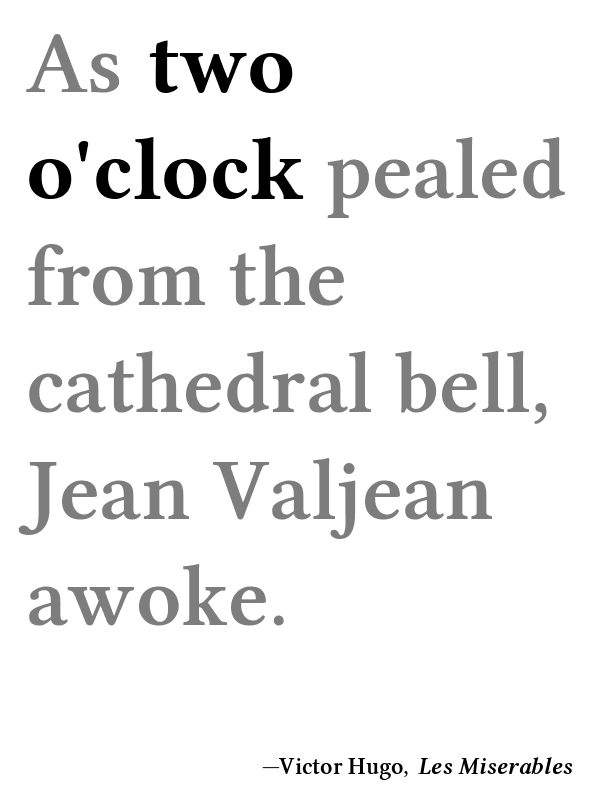 As two
o'clock pealed
from the
cathedral bell,
Jean Valjean
awoke.
—Victor Hugo, Les Miserables